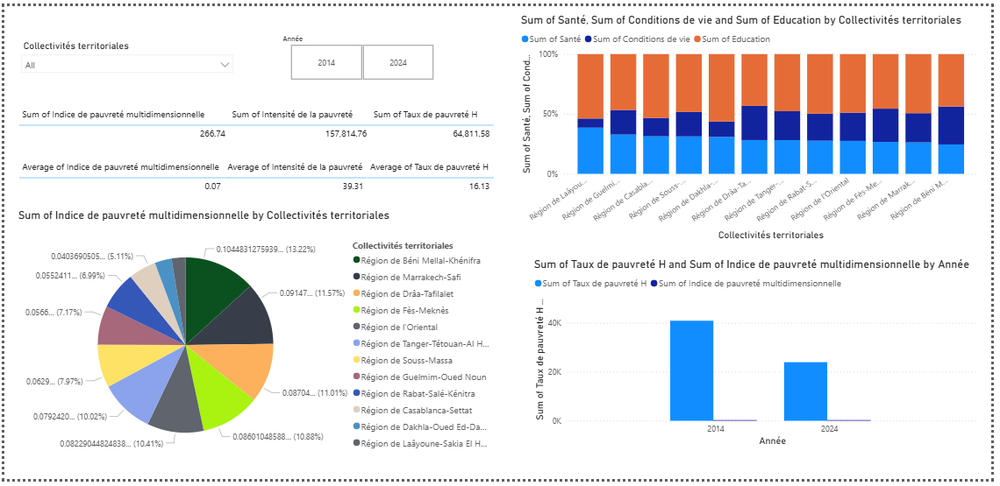 Collectivités territoriales
All
Année
2014
2024
Sum of Indice de pauvreté multidimensionnelle Sum of Intensité de la pauvreté Sum of Taux de pauvreté H
266.74 157,814.76 64,811.58
Average of Indice de pauvreté multidimensionnelle Average of Intensité de la pauvreté Average of Taux de pauvreté H
0.07 39.31 16.13
Sum of Indice de pauvreté multidimensionnelle by Collectivités territoriales
0.1044831275939... (13.22%)
0.09147... (11.57%)
0.08704... (11.01%)
0.08601048588... (10.88%)
0.08229044824838... (10.41%)
0.0792420... (10.02%)
0.0629... (7.97%)
0.0566... (7.17%)
0.0552411... (6.99%)
0.0403690505... (5.11%)
Collectivités territoriales
Région de Béni Mellal-Khénifra
Région de Marrakech-Safi
Région de Drâa-Tafilalet
Région de Fès-Meknès
Région de l'Oriental
Région de Tanger-Tétouan-Al H...
Région de Souss-Massa
Région de Guelmim-Oued Noun
Région de Rabat-Salé-Kénitra
Région de Casablanca-Settat
Région de Dakhla-Oued Ed-Da...
Région de Laâyoune-Sakia El H...
Sum of Santé, Sum of Conditions de vie and Sum of Education by Collectivités territoriales
Sum of Santé Sum of Conditions de vie Sum of Education
Sum of Santé, Sum of Cond...
100%
50%
0%
Région de Laâyou...
Région de Guelmi...
Région de Casabla...
Région de Souss-...
Région de Dakhla-...
Région de Drâa-Ta...
Région de Tanger-...
Région de Rabat-S...
Région de l'Oriental
Région de Fès-Me...
Région de Marrak...
Région de Béni M...
Collectivités territoriales
Sum of Taux de pauvreté H and Sum of Indice de pauvreté multidimensionnelle by Année
Sum of Taux de pauvreté H Sum of Indice de pauvreté multidimensionnelle
Sum of Taux de pauvreté H ...
40K
20K
0K
2014 2024
Année